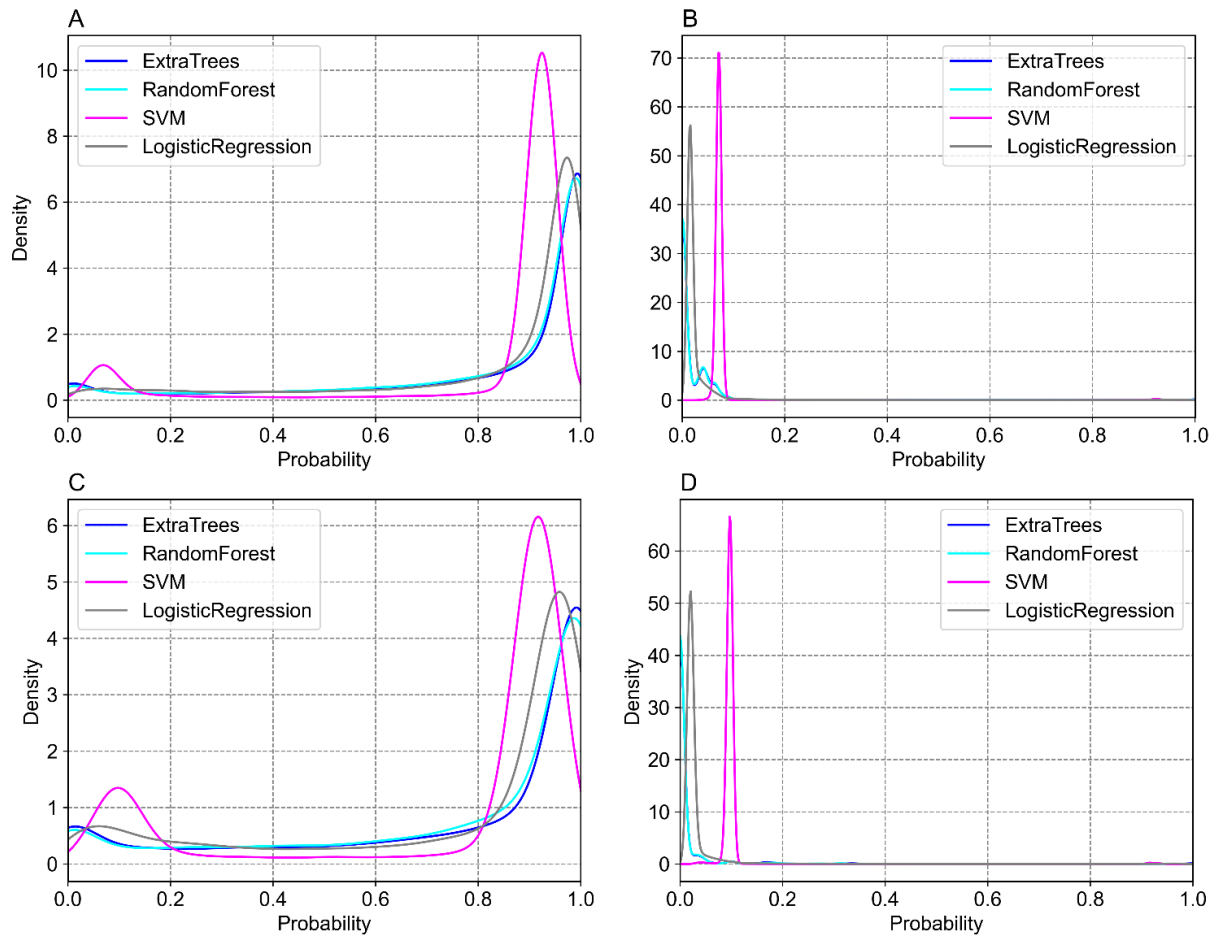 A
ExtraTrees
RandomForest
SVM
LogisticRegression
Density
10
8
6
4
2
0
0.0 0.2 0.4 0.6 0.8 1.0
Probability
B
ExtraTrees
RandomForest
SVM
LogisticRegression
70
60
50
40
30
20
10
0
0.0 0.2 0.4 0.6 0.8 1.0
Probability
C
ExtraTrees
RandomForest
SVM
LogisticRegression
Density
6
5
4
3
2
1
0
0.0 0.2 0.4 0.6 0.8 1.0
Probability
D
ExtraTrees
RandomForest
SVM
LogisticRegression
Density
60
50
40
30
20
10
0
0.0 0.2 0.4 0.6 0.8 1.0
Probability